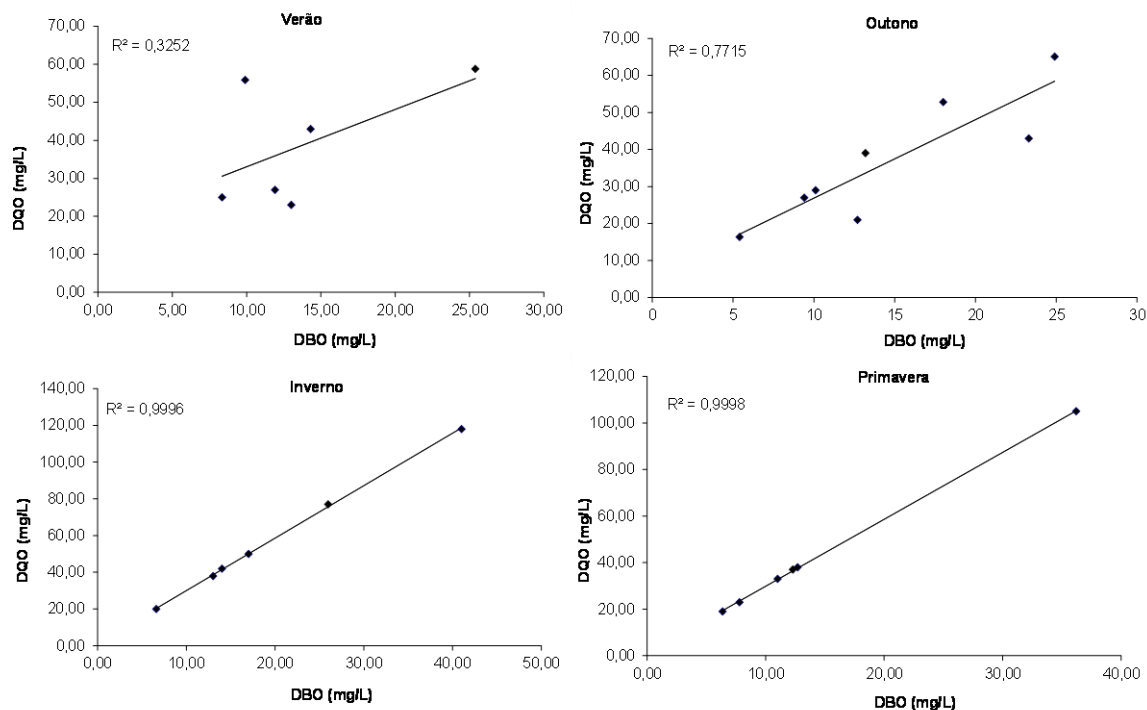 Verão
R² = 0,3252
DQO (mg/L)
70,00
60,00
50,00
40,00
30,00
20,00
10,00
0,00
0,00 5,00 10,00 15,00 20,00 25,00 30,00
DBO (mg/L)
Outono
R² = 0,7715
DQO (mg/L)
70,00
60,00
50,00
40,00
30,00
20,00
10,00
0,00
0 5 10 15 20 25 30
DBO (mg/L)
Inverno
R² = 0,9996
DQO (mg/L)
140,00
120,00
100,00
80,00
60,00
40,00
20,00
0,00
0,00 10,00 20,00 30,00 40,00 50,00
DBO (mg/L)
Primavera
R² = 0,9998
DQO (mg/L)
120,00
100,00
80,00
60,00
40,00
20,00
0,00
0,00 10,00 20,00 30,00 40,00
DBO (mg/L)